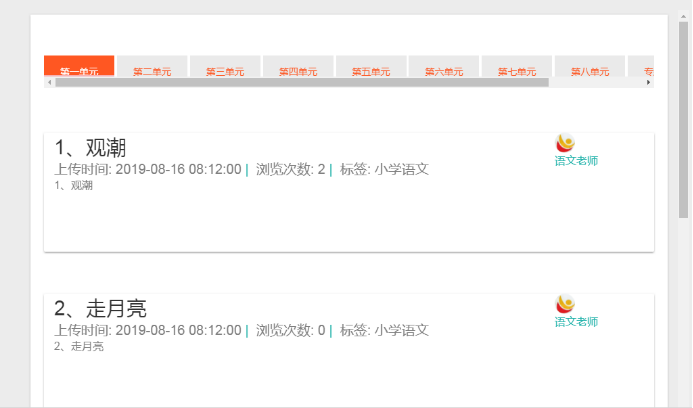 第一单元 第二单元 第三单元 第四单元 第五单元 第六单元 第七单元 第八单元 专
1、观潮
语文老师
上传时间: 2019-08-16 08:12:00 | 浏览次数: 2 | 标签: 小学语文
1、观潮
2、走月亮
语文老师
上传时间: 2019-08-16 08:12:00 | 浏览次数: 0 | 标签: 小学语文
2、走月亮